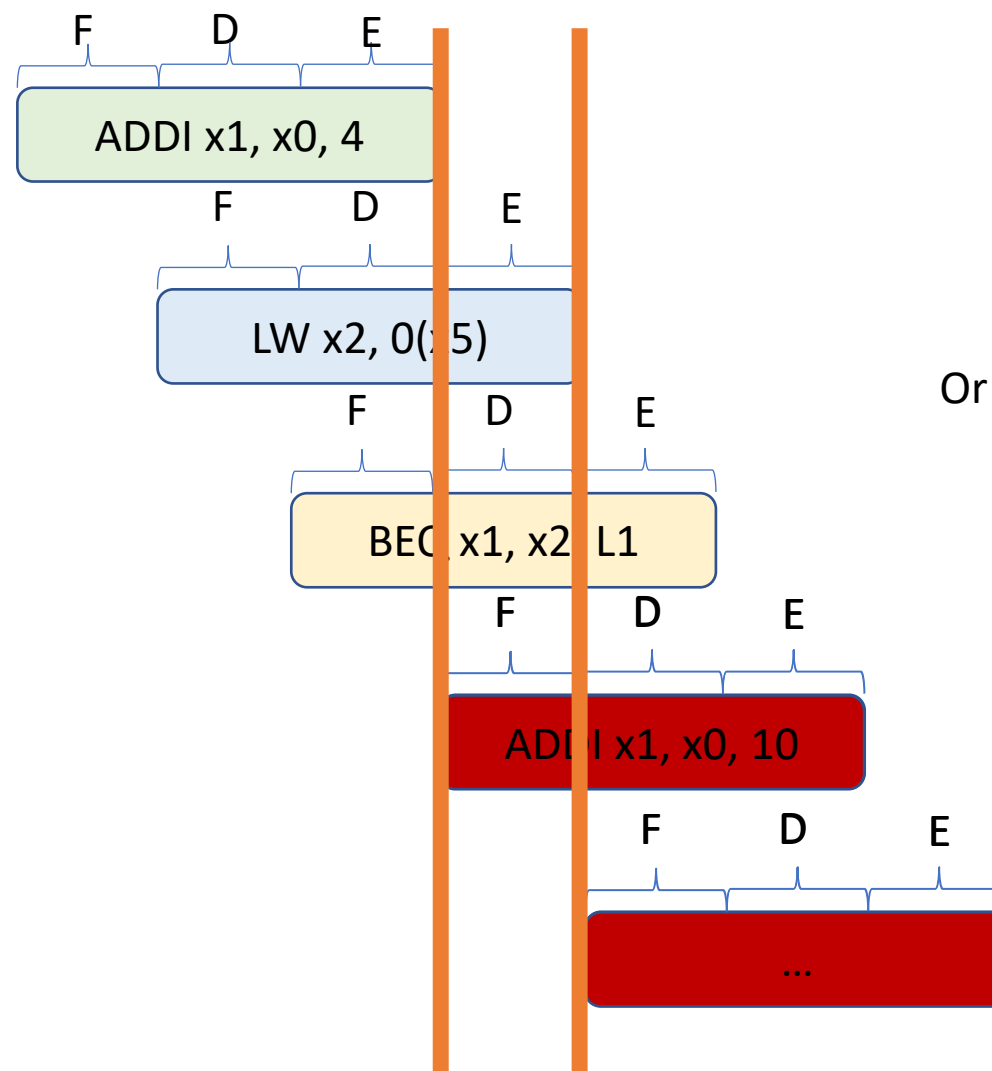 F D E
ADDI x1, x0, 4
F D E
LW x2, 0(x5)
Or
F D E
BEQ x1, x2, L1
F D E
ADDI x1, x0, 10
F D E
...